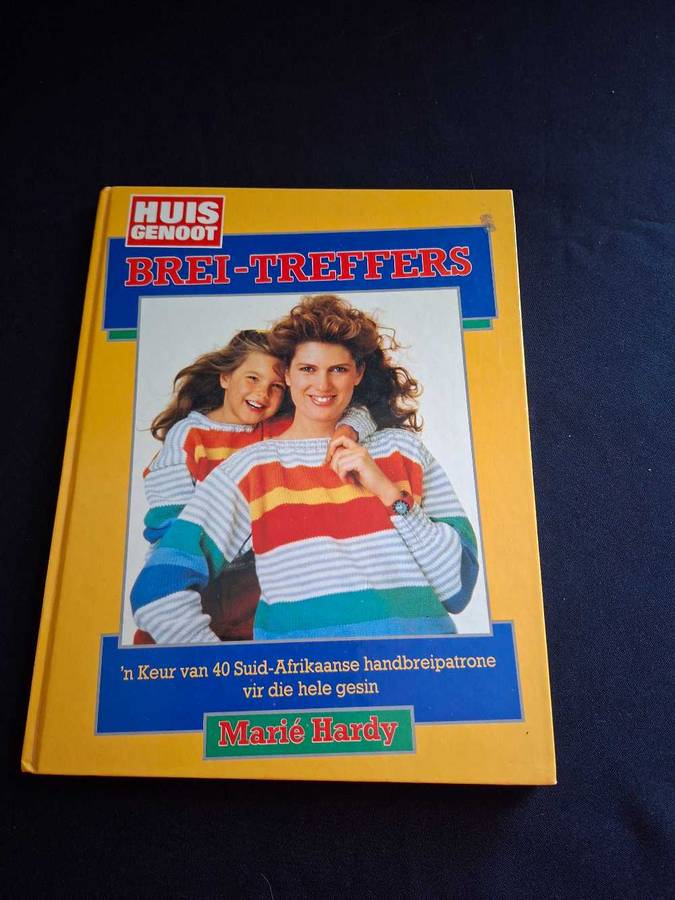 HUIS
GENOOT
BREI-TREFFERS
'n Keur van 40 Suid-Afrikaanse handbreipatrone
vir die hele gesin
Marié Hardy